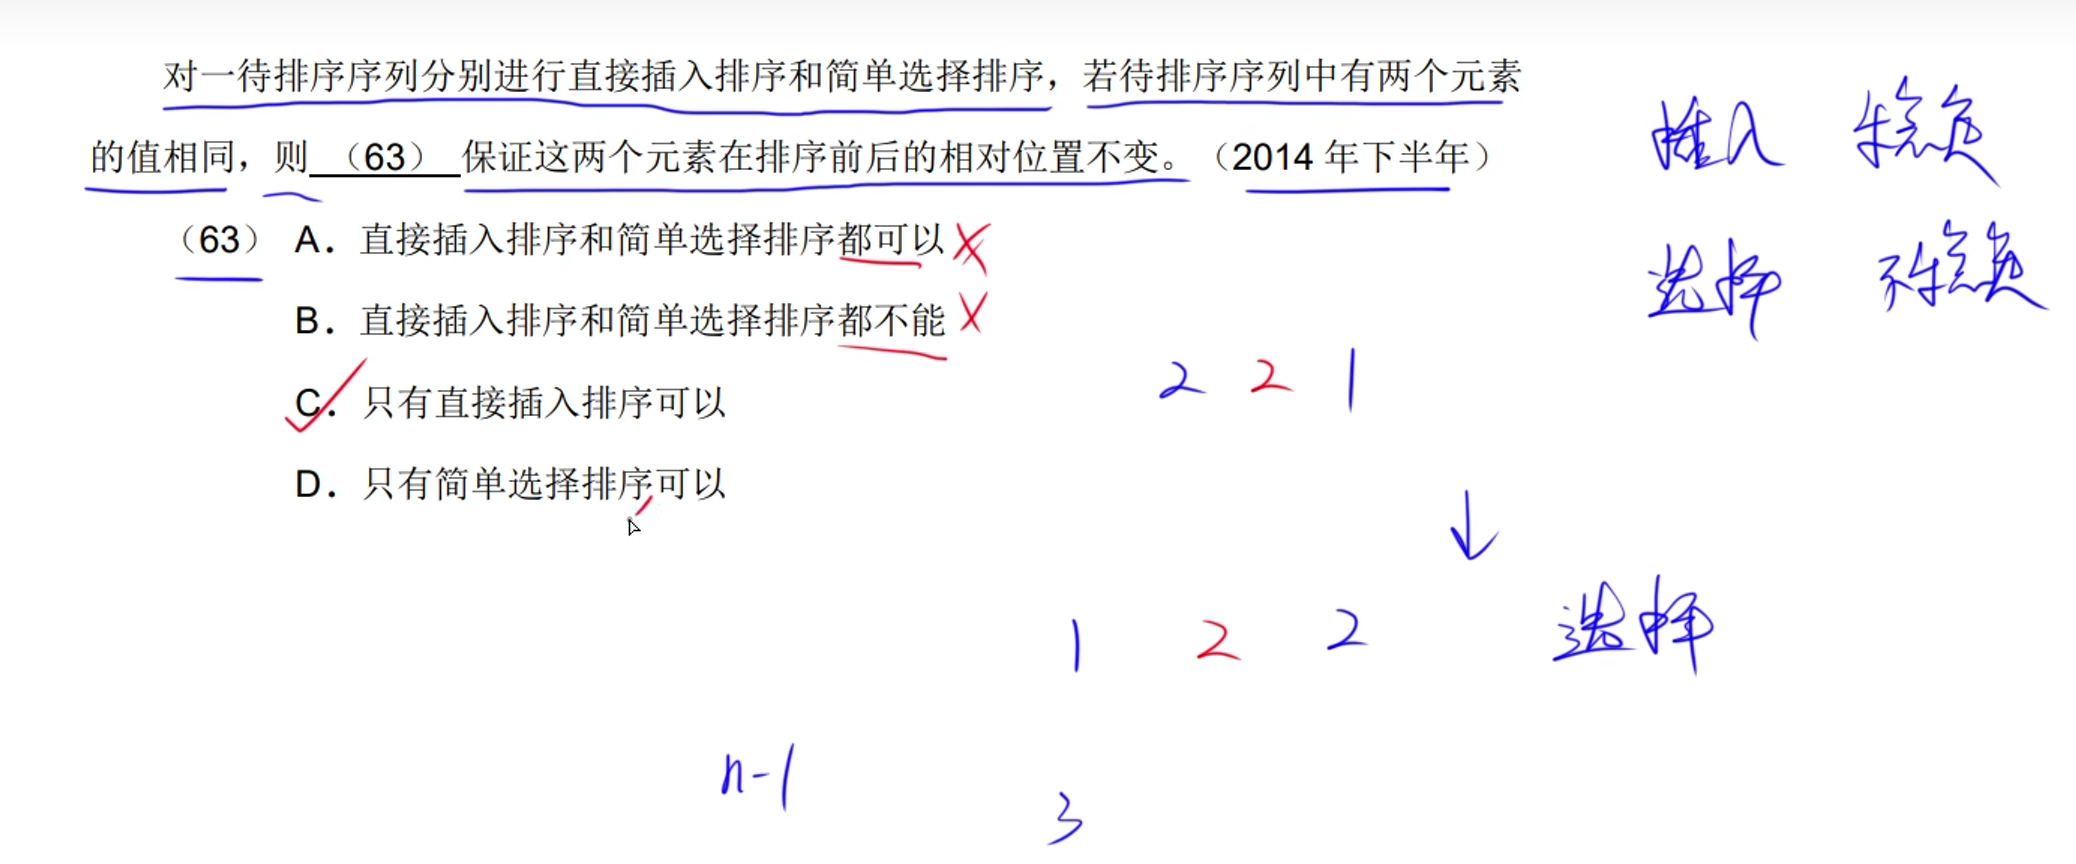 对一待排序序列分别进行直接插入排序和简单选择排序，若待排序序列中有两个元素
的值相同，则 （63） 保证这两个元素在排序前后的相对位置不变。（2014 年下半年）
（63） A．直接插入排序和简单选择排序都可以
B．直接插入排序和简单选择排序都不能
C．只有直接插入排序可以
D．只有简单选择排序可以
插入 稳定
选择 不稳定
2 2 1
1 2 2 选择
n-1
3